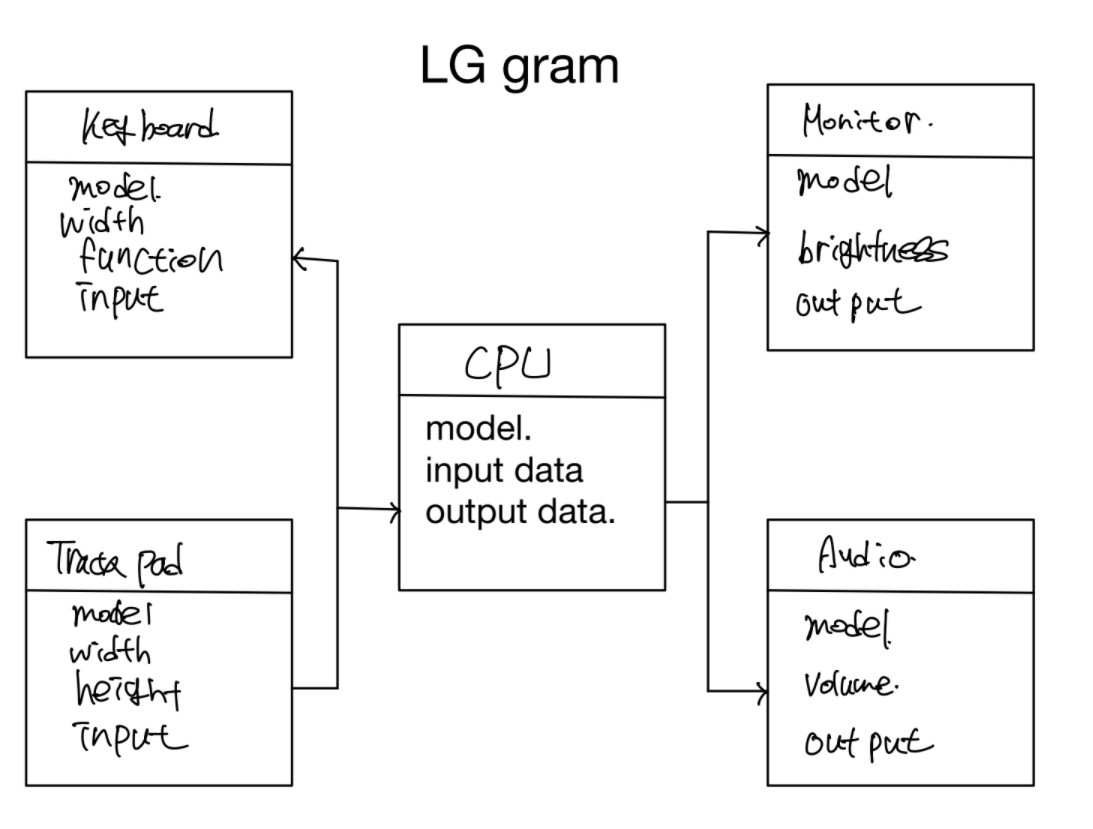 LG gram
Keyboard
model.
width
function
input
Monitor.
model
brightness
output
CPU
model.
input data
output data.
Track pad
model
width
height
input
Audio.
model.
Volume.
output